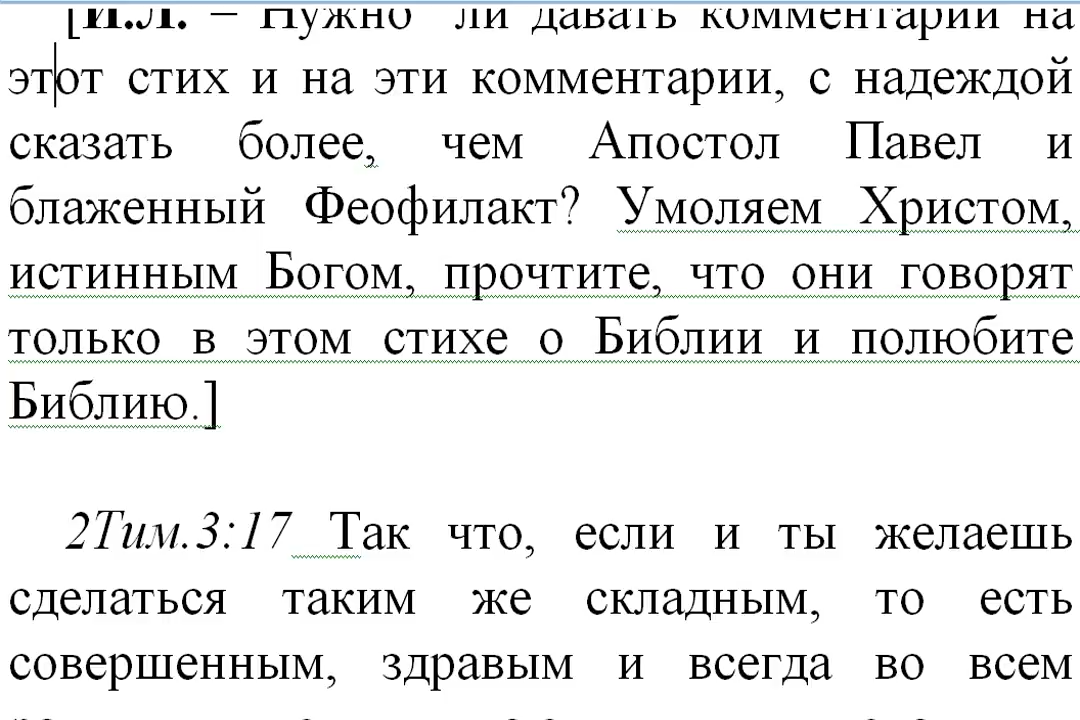 [И.Л. – Нужно ли давать комментарии на
этот стих и на эти комментарии, с надеждой
сказать более, чем Апостол Павел и
блаженный Феофилакт? Умоляем Христом,
истинным Богом, прочтите, что они говорят
только в этом стихе о Библии и полюбите
Библию.]
2Тим.3:17 Так что, если и ты желаешь
сделаться таким же складным, то есть
совершенным, здравым и всегда во всем